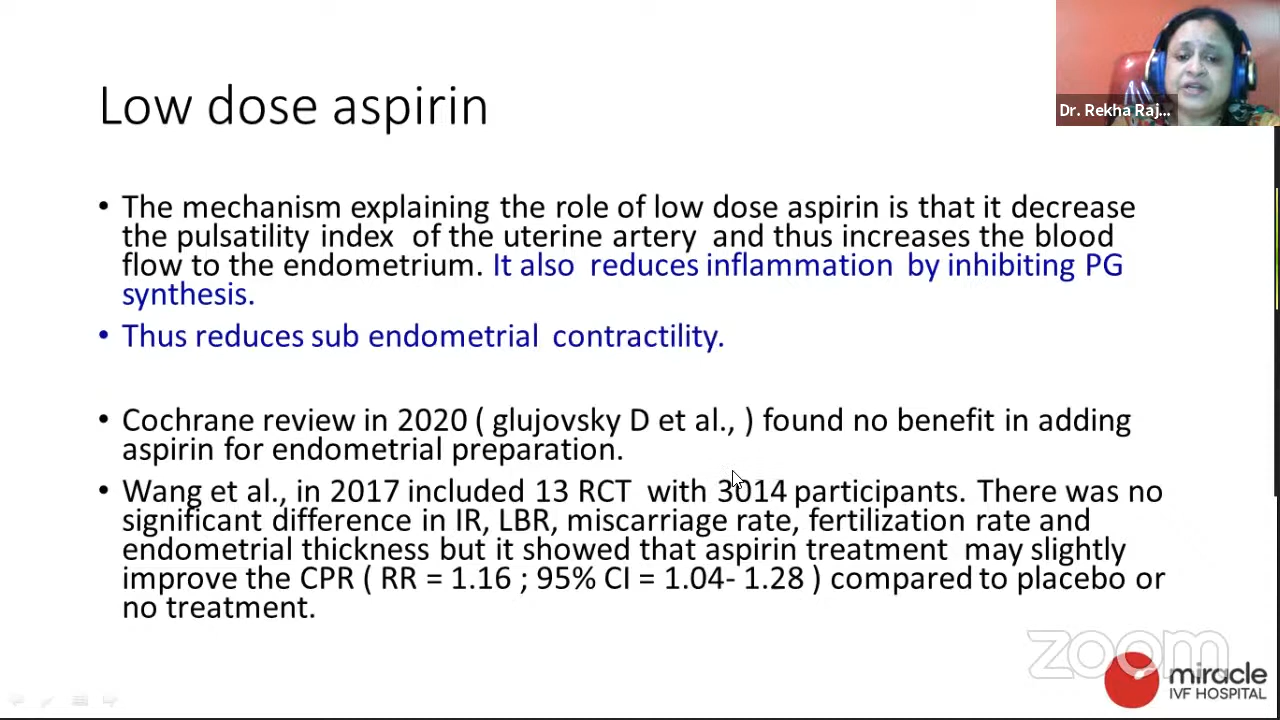 Dr. Rekha Raj...
Low dose aspirin
• The mechanism explaining the role of low dose aspirin is that it decrease
the pulsatility index of the uterine artery and thus increases the blood
flow to the endometrium. It also reduces inflammation by inhibiting PG
synthesis.
• Thus reduces sub endometrial contractility.
• Cochrane review in 2020 ( glujovsky D et al., ) found no benefit in adding
aspirin for endometrial preparation.
• Wang et al., in 2017 included 13 RCT with 3014 participants. There was no
significant difference in IR, LBR, miscarriage rate, fertilization rate and
endometrial thickness but it showed that aspirin treatment may slightly
improve the CPR ( RR = 1.16 ; 95% CI = 1.04- 1.28 ) compared to placebo or
no treatment.
zoom
miracle
IVF HOSPITAL